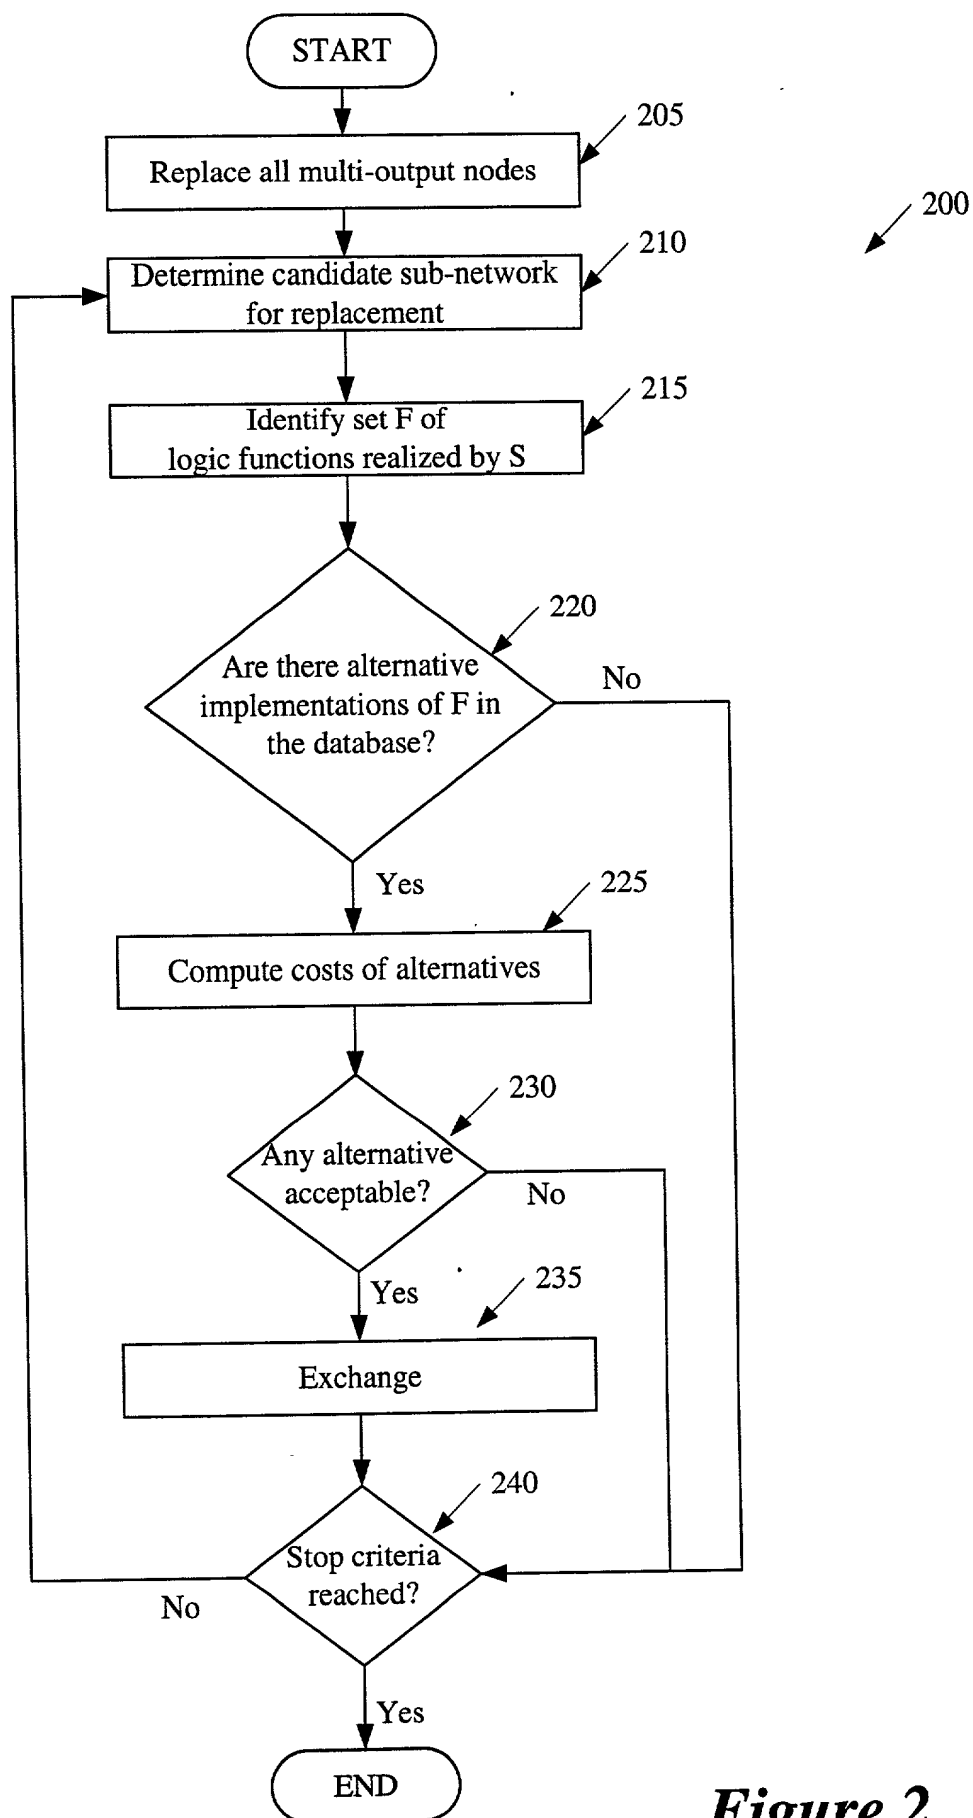 START
205
Replace all multi-output nodes
200
210
Determine candidate sub-network
for replacement
215
Identify set F of
logic functions realized by S
220
Are there alternative
implementations of F in
the database?
No
Yes
225
Compute costs of alternatives
230
Any alternative
acceptable?
No
Yes
235
Exchange
240
Stop criteria
reached?
No
Yes
END
Figure 2